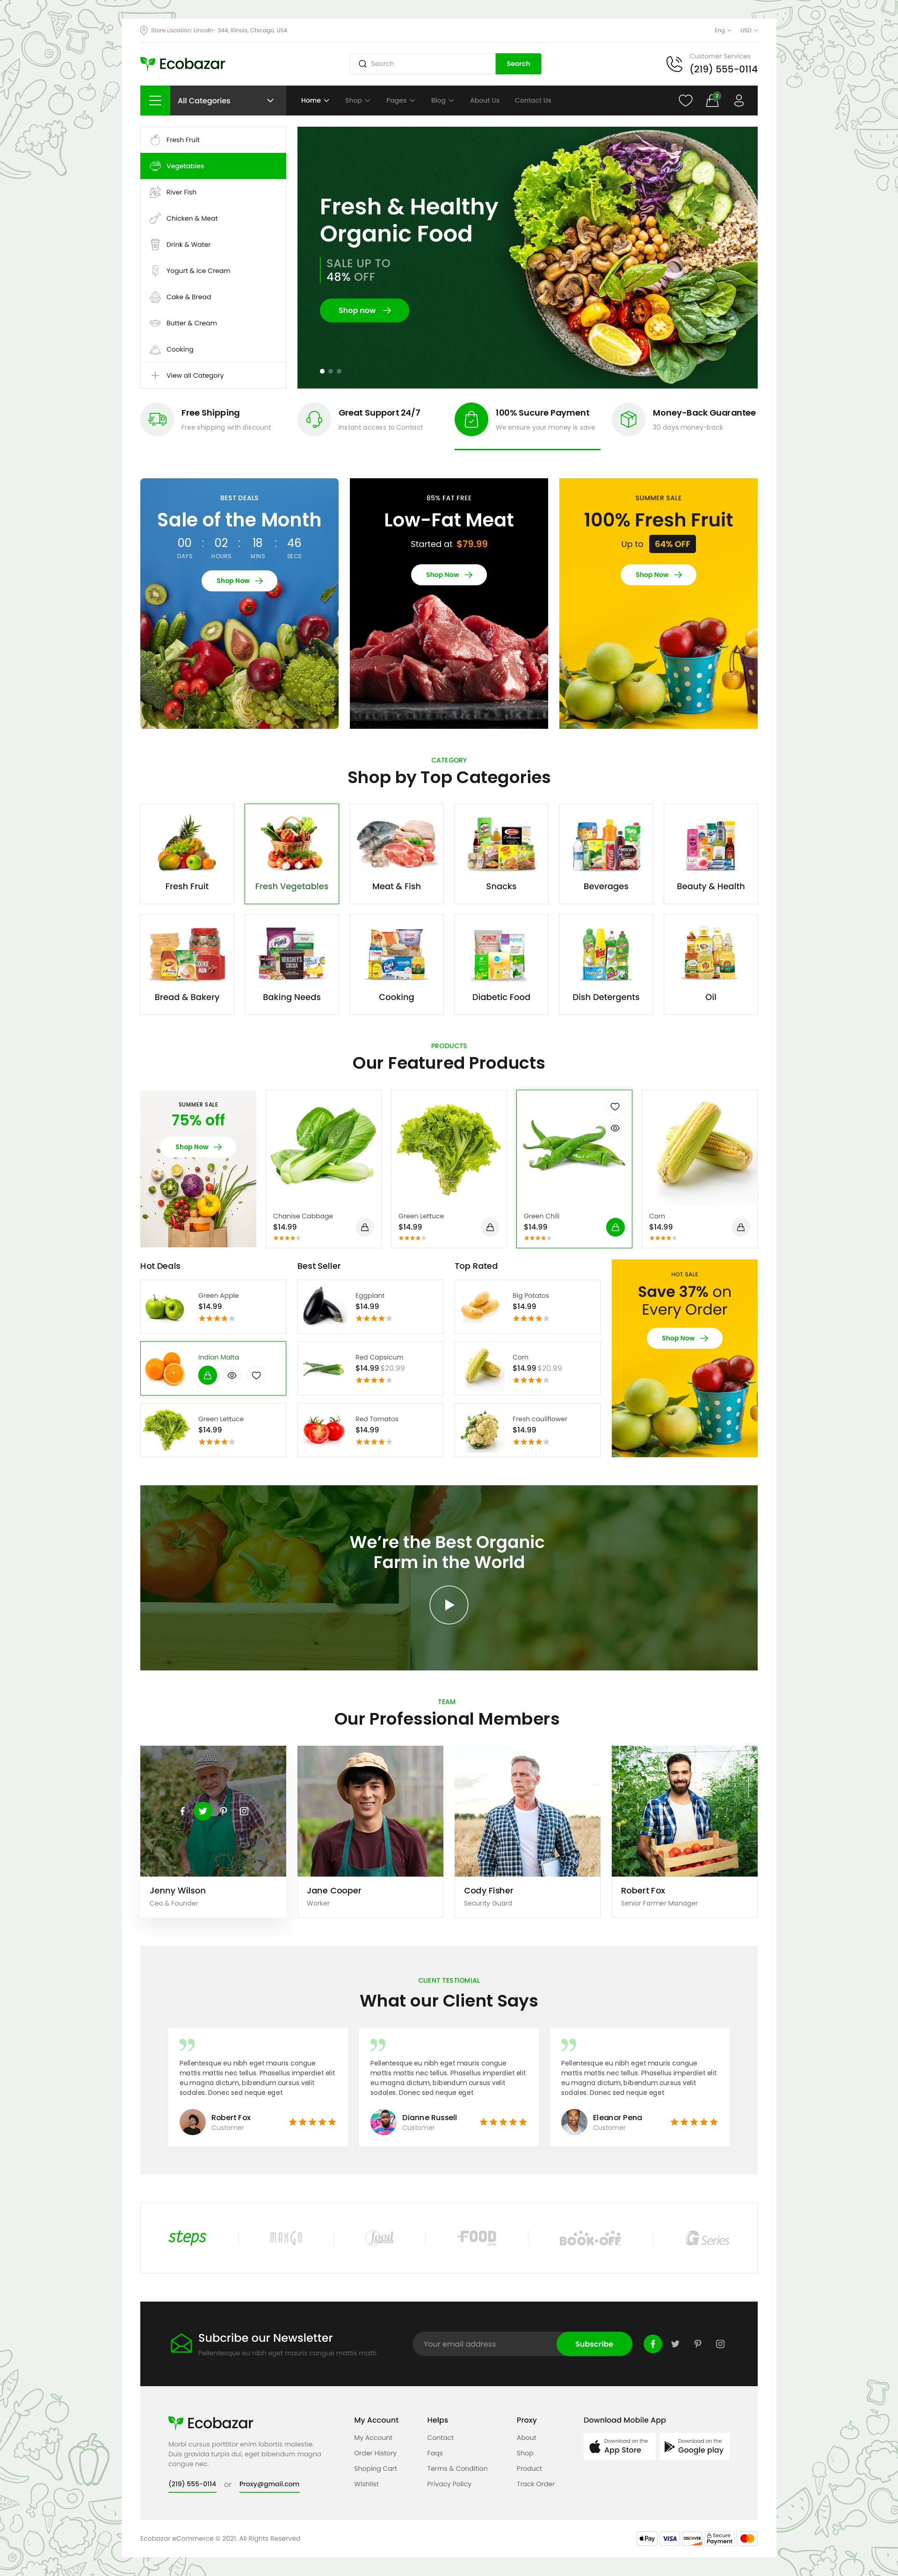 Store Location: Lincoln- 344, Illinois, Chicago, USA
Eng
USD
Ecobazar
Search
Search
Customer Services
(219) 555-0114
All Categories
Home
Shop
Pages
Blog
About Us
Contact Us
2
Fresh Fruit
Vegetables
River Fish
Chicken & Meat
Drink & Water
Yogurt & Ice Cream
Cake & Bread
Butter & Cream
Cooking
View all Category
Fresh & Healthy
Organic Food
SALE UP TO
48% OFF
Shop now
Free Shipping
Free shipping with discount
Great Support 24/7
Instant access to Contact
100% Sucure Payment
We ensure your money is save
Money-Back Guarantee
30 days money-back
BEST DEALS
Sale of the Month
00 : 02 : 18 : 46
DAYS HOURS MINS SECS
Shop Now
85% FAT FREE
Low-Fat Meat
Started at $79.99
Shop Now
SUMMER SALE
100% Fresh Fruit
Up to 64% OFF
Shop Now
CATEGORY
Shop by Top Categories
Fresh Fruit
Fresh Vegetables
Meat & Fish
Snacks
Beverages
Beauty & Health
Bread & Bakery
Baking Needs
Cooking
Diabetic Food
Dish Detergents
Oil
PRODUCTS
Our Featured Products
SUMMER SALE
75% off
Shop Now
Chanise Cabbage
$14.99
Green Lettuce
$14.99
Green Chili
$14.99
Corn
$14.99
Hot Deals
Green Apple
$14.99
Indian Malta
Green Lettuce
$14.99
Best Seller
Eggplant
$14.99
Red Capsicum
$14.99 $20.99
Red Tomatos
$14.99
Top Rated
Big Potatos
$14.99
Corn
$14.99 $20.99
Fresh cauliflower
$14.99
HOT SALE
Save 37% on
Every Order
Shop Now
We're the Best Organic
Farm in the World
TEAM
Our Professional Members
Jenny Wilson
Ceo & Founder
Jane Cooper
Worker
Cody Fisher
Security Guard
Robert Fox
Senior Farmer Manager
CLIENT TESTIOMIAL
What our Client Says
Pellentesque eu nibh eget mauris congue
mattis mattis nec tellus. Phasellus imperdiet elit
eu magna dictum, bibendum cursus velit
sodales. Donec sed neque eget
Robert Fox
Customer
Pellentesque eu nibh eget mauris congue
mattis mattis nec tellus. Phasellus imperdiet elit
eu magna dictum, bibendum cursus velit
sodales. Donec sed neque eget
Dianne Russell
Customer
Pellentesque eu nibh eget mauris congue
mattis mattis nec tellus. Phasellus imperdiet elit
eu magna dictum, bibendum cursus velit
sodales. Donec sed neque eget
Eleanor Pena
Customer
steps
MANGO
food
FOOD
BOOK-OFF
G Series
Subcribe our Newsletter
Pellentesque eu nibh eget mauris congue mattis matti.
Your email address
Subscribe
Ecobazar
Morbi cursus porttitor enim lobortis molestie.
Duis gravida turpis dui, eget bibendum magna
congue nec.
(219) 555-0114 or Proxy@gmail.com
My Account
My Account
Order History
Shoping Cart
Wishlist
Helps
Contact
Faqs
Terms & Condition
Privacy Policy
Proxy
About
Shop
Product
Track Order
Download Mobile App
Download on the
App Store
Download on the
Google play
Ecobazar eCommerce © 2021. All Rights Reserved
Pay
VISA
DISCOVER
Secure
Payment